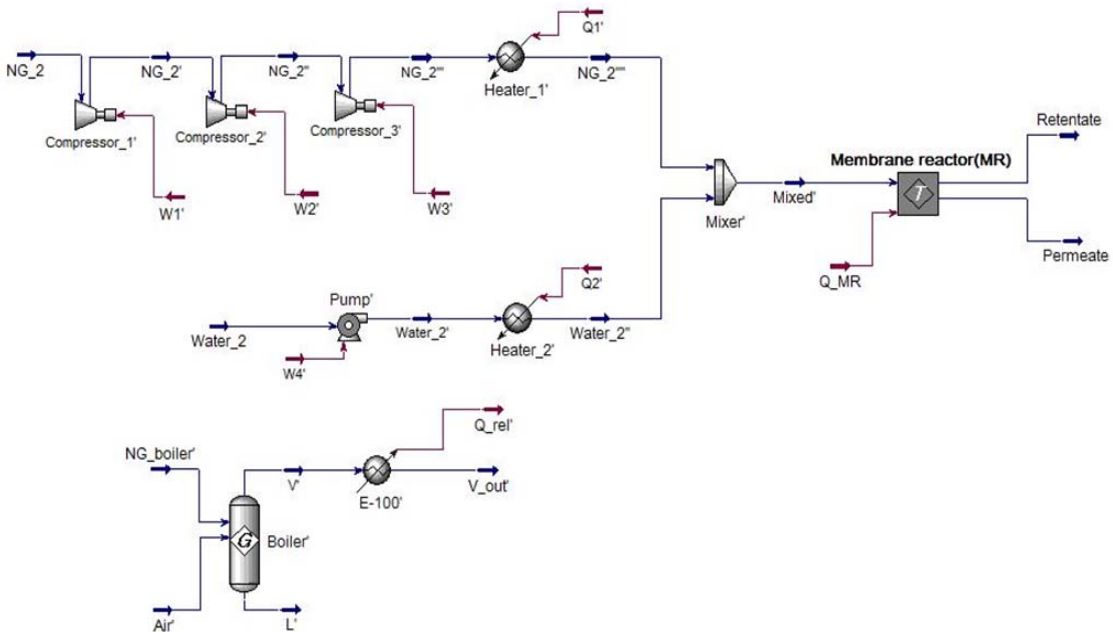 Q1'
NG_2
NG_2'
NG_2''
NG_2'''
NG_2''''
Heater_1'
Compressor_1'
Compressor_2'
Compressor_3'
W1'
W2'
W3'
Retentate
Membrane reactor(MR)
T
Mixed'
Mixer'
Permeate
Q_MR
Q2'
Pump'
Water_2
Water_2'
Water_2''
Heater_2'
W4'
Q_rel'
NG_boiler'
V'
V_out'
E-100'
G
Boiler'
Air'
L'